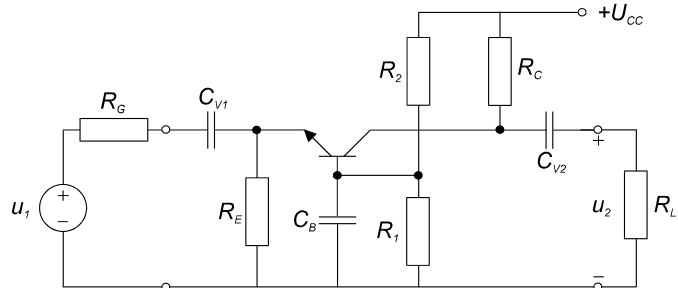 +U_CC
R_2
R_C
R_G
C_V1
C_V2
+
+
u_1
−
R_E
C_B
R_1
u_2
R_L
−